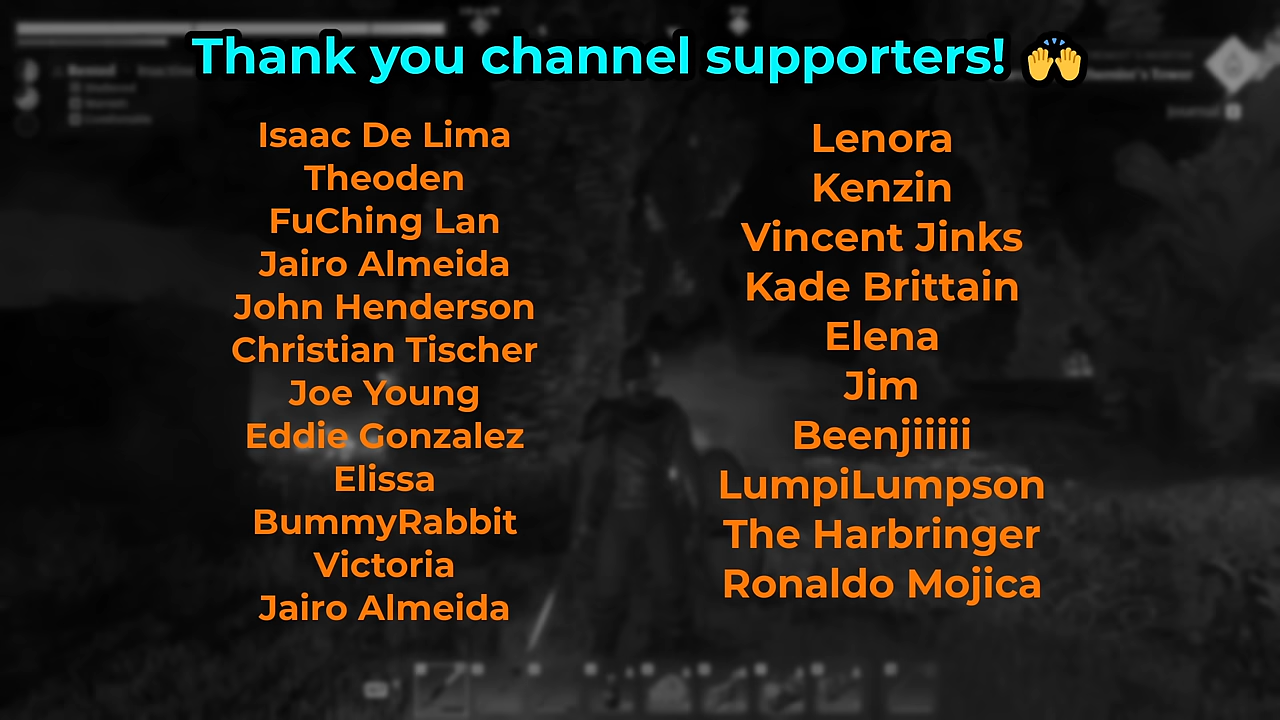 Thank you channel supporters! 🙌
Isaac De Lima
Theoden
FuChing Lan
Jairo Almeida
John Henderson
Christian Tischer
Joe Young
Eddie Gonzalez
Elissa
BummyRabbit
Victoria
Jairo Almeida
Lenora
Kenzin
Vincent Jinks
Kade Brittain
Elena
Jim
Beenjiiiii
LumpiLumpson
The Harbringer
Ronaldo Mojica